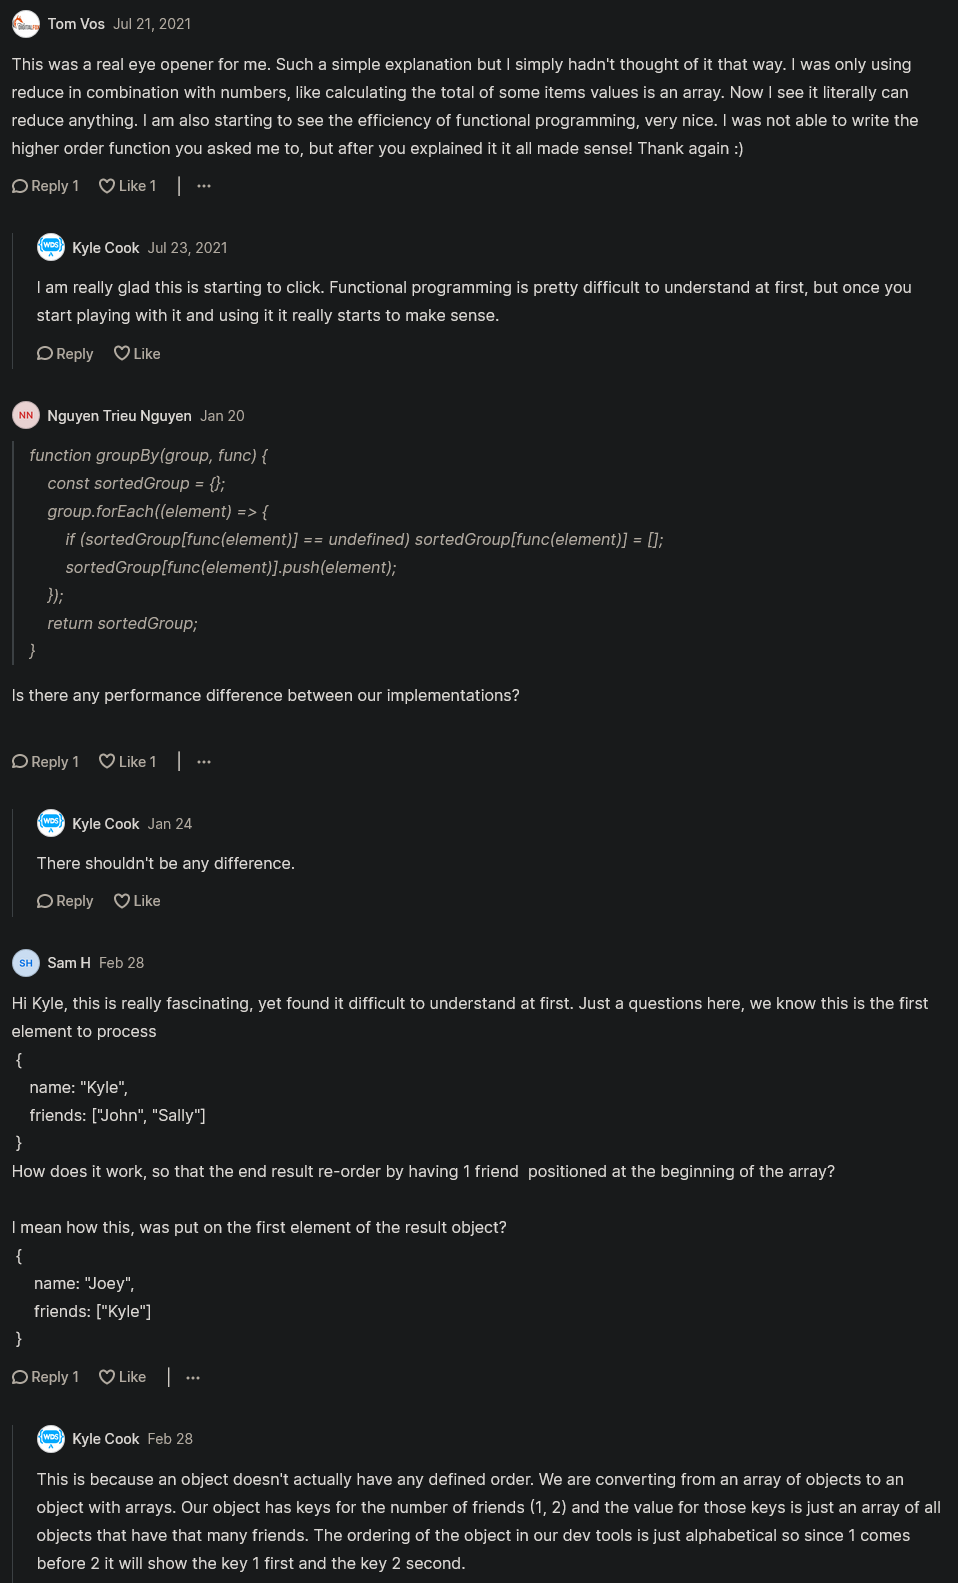 Tom Vos Jul 21, 2021
This was a real eye opener for me. Such a simple explanation but I simply hadn't thought of it that way. I was only using
reduce in combination with numbers, like calculating the total of some items values is an array. Now I see it literally can
reduce anything. I am also starting to see the efficiency of functional programming, very nice. I was not able to write the
higher order function you asked me to, but after you explained it it all made sense! Thank again :)
Reply 1 Like 1 | ...
WDS
Kyle Cook Jul 23, 2021
I am really glad this is starting to click. Functional programming is pretty difficult to understand at first, but once you
start playing with it and using it it really starts to make sense.
Reply Like
NN
Nguyen Trieu Nguyen Jan 20
function groupBy(group, func) {
const sortedGroup = {};
group.forEach((element) => {
if (sortedGroup[func(element)] == undefined) sortedGroup[func(element)] = [];
sortedGroup[func(element)].push(element);
});
return sortedGroup;
}
Is there any performance difference between our implementations?
Reply 1 Like 1 | ...
WDS
Kyle Cook Jan 24
There shouldn't be any difference.
Reply Like
SH
Sam H Feb 28
Hi Kyle, this is really fascinating, yet found it difficult to understand at first. Just a questions here, we know this is the first
element to process
{
name: "Kyle",
friends: ["John", "Sally"]
}
How does it work, so that the end result re-order by having 1 friend positioned at the beginning of the array?
I mean how this, was put on the first element of the result object?
{
name: "Joey",
friends: ["Kyle"]
}
Reply 1 Like | ...
WDS
Kyle Cook Feb 28
This is because an object doesn't actually have any defined order. We are converting from an array of objects to an
object with arrays. Our object has keys for the number of friends (1, 2) and the value for those keys is just an array of all
objects that have that many friends. The ordering of the object in our dev tools is just alphabetical so since 1 comes
before 2 it will show the key 1 first and the key 2 second.